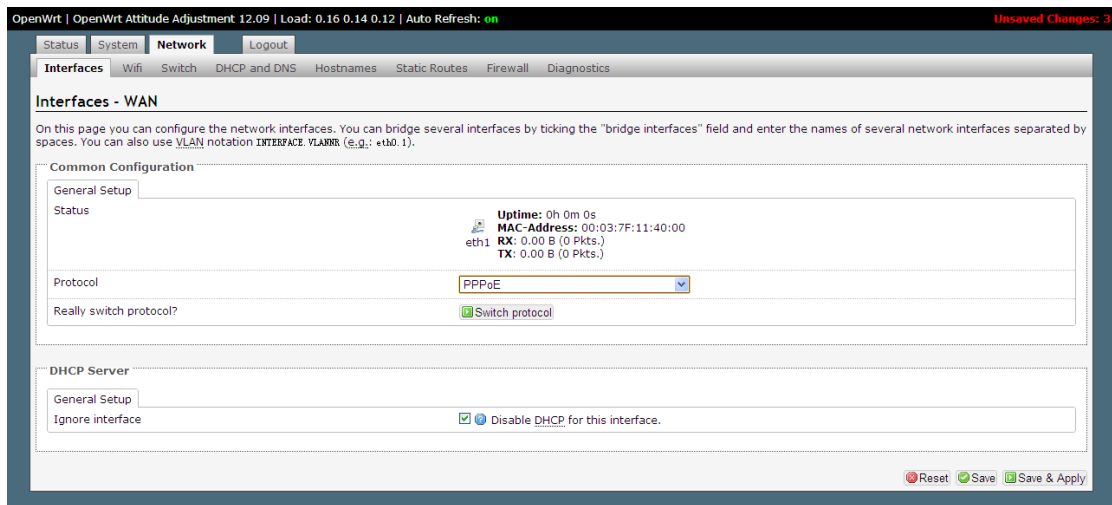 OpenWrt | OpenWrt Attitude Adjustment 12.09 | Load: 0.16 0.14 0.12 | Auto Refresh: on
Unsaved Changes: 3
Status System Network Logout
Interfaces Wifi Switch DHCP and DNS Hostnames Static Routes Firewall Diagnostics
Interfaces - WAN
On this page you can configure the network interfaces. You can bridge several interfaces by ticking the "bridge interfaces" field and enter the names of several network interfaces separated by
spaces. You can also use VLAN notation INTERFACE.VLANNR (e.g.: eth0.1).
Common Configuration
General Setup
Status
Uptime: 0h 0m 0s
MAC-Address: 00:03:7F:11:40:00
eth1 RX: 0.00 B (0 Pkts.)
TX: 0.00 B (0 Pkts.)
Protocol
PPPoE
Really switch protocol?
Switch protocol
DHCP Server
General Setup
Ignore interface
Disable DHCP for this interface.
Reset Save Save & Apply